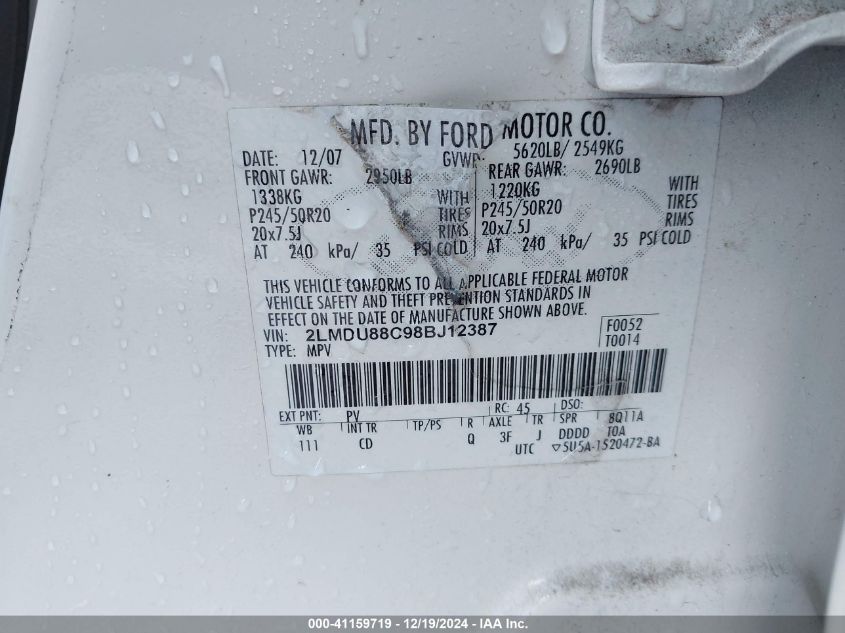 MFD. BY FORD MOTOR CO.
DATE: 12/07 GVWR: 5620LB/ 2549KG
FRONT GAWR: 2950LB REAR GAWR: 2690LB
1338KG WITH 1220KG WITH
P245/50R20 TIRES P245/50R20 TIRES
20x7.5J RIMS 20x7.5J RIMS
AT 240 kPa/ 35 PSI COLD AT 240 kPa/ 35 PSI COLD
THIS VEHICLE CONFORMS TO ALL APPLICABLE FEDERAL MOTOR
VEHICLE SAFETY AND THEFT PREVENTION STANDARDS IN
EFFECT ON THE DATE OF MANUFACTURE SHOWN ABOVE.
VIN: 2LMDU88C98BJ12387 F0052
TYPE: MPV T0014
EXT PNT: PV RC: 45 DSO:
WB INT TR TP/PS R AXLE TR SPR 8Q11A
111 CD Q 3F J DDDD TOA
UTC ▽5U5A-1520472-BA
000-41159719 - 12/19/2024 - IAA Inc.